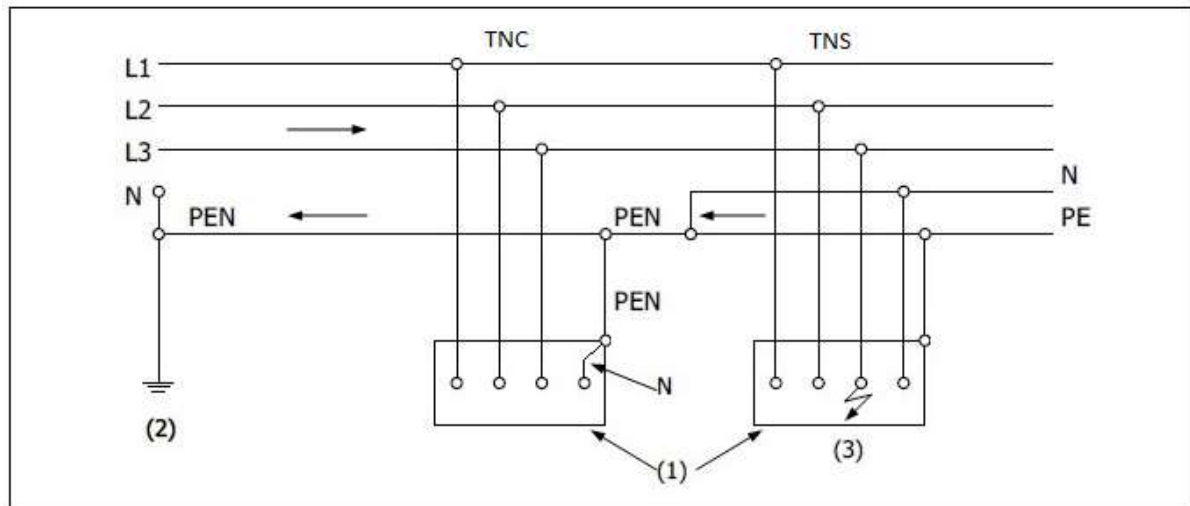 TNC TNS
L1
L2
L3
N
N
PEN PEN PE
PEN
N
(2) (1) (3)